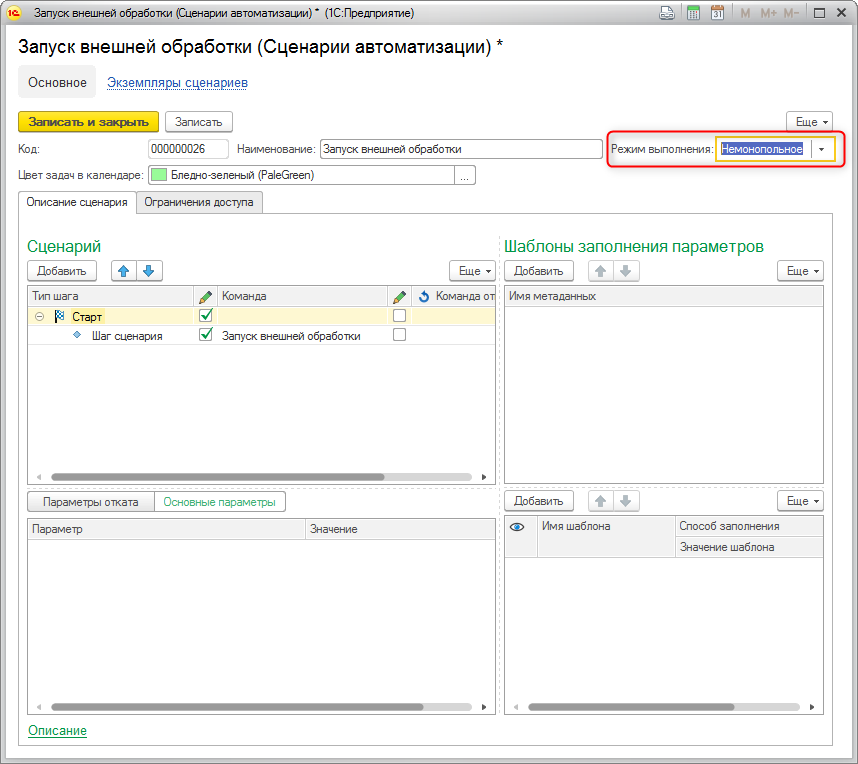 Запуск внешней обработки (Сценарии автоматизации) * (1С:Предприятие)
31 M M+ M-
Запуск внешней обработки (Сценарии автоматизации) *
Основное Экземпляры сценариев
Записать и закрыть Записать Еще
Код: 000000026 Наименование: Запуск внешней обработки Режим выполнения: Немонопольное
Цвет задач в календаре: Бледно-зеленый (PaleGreen) ...
Описание сценария Ограничения доступа
Сценарий Шаблоны заполнения параметров
Добавить Еще Добавить Еще
Тип шага Команда Команда от Имя метаданных
Старт
Шаг сценария Запуск внешней обработки
Параметры отката Основные параметры Добавить Еще
Параметр Значение Имя шаблона Способ заполнения
Значение шаблона
Описание